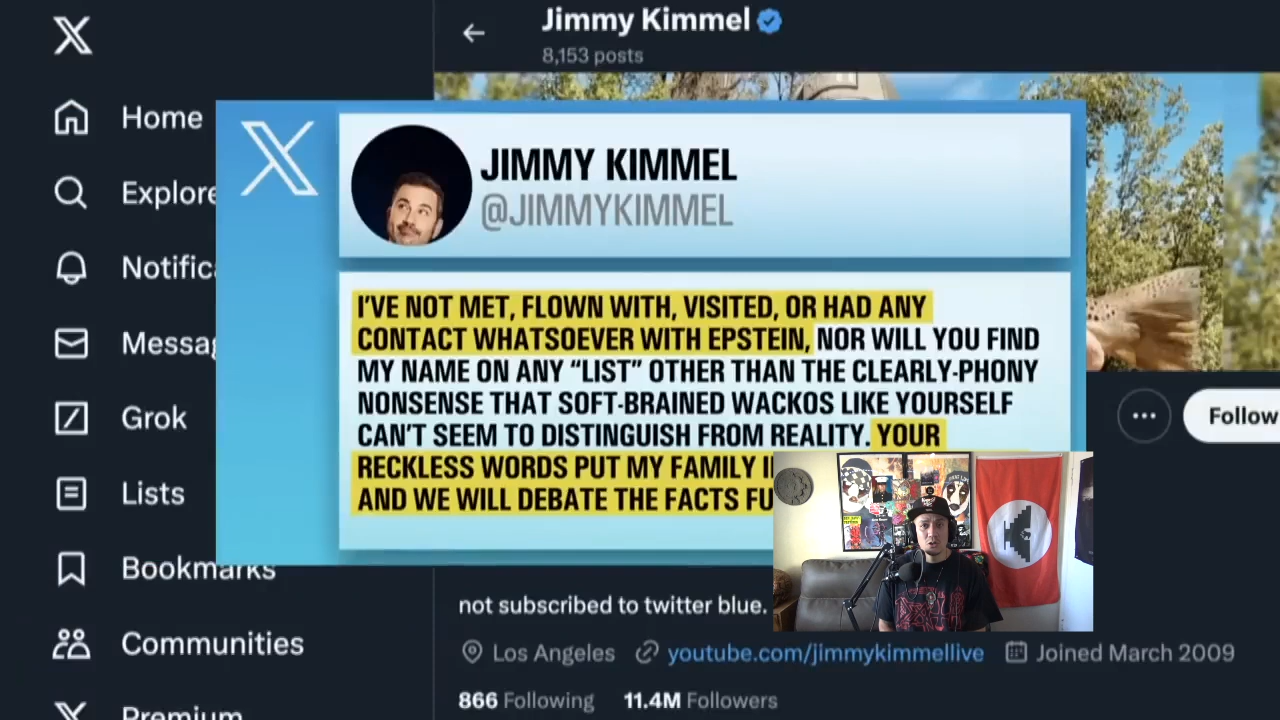 Jimmy Kimmel
8,153 posts
Home
Explore
Notific
Messag
Grok
Lists
Bookmarks
Communities
Premium
JIMMY KIMMEL
@JIMMYKIMMEL
I'VE NOT MET, FLOWN WITH, VISITED, OR HAD ANY
CONTACT WHATSOEVER WITH EPSTEIN, NOR WILL YOU FIND
MY NAME ON ANY “LIST” OTHER THAN THE CLEARLY-PHONY
NONSENSE THAT SOFT-BRAINED WACKOS LIKE YOURSELF
CAN'T SEEM TO DISTINGUISH FROM REALITY. YOUR
RECKLESS WORDS PUT MY FAMILY
AND WE WILL DEBATE THE FACTS FU
Follow
not subscribed to twitter blue.
Los Angeles
youtube.com/jimmykimmellive
Joined March 2009
866 Following
11.4M Followers